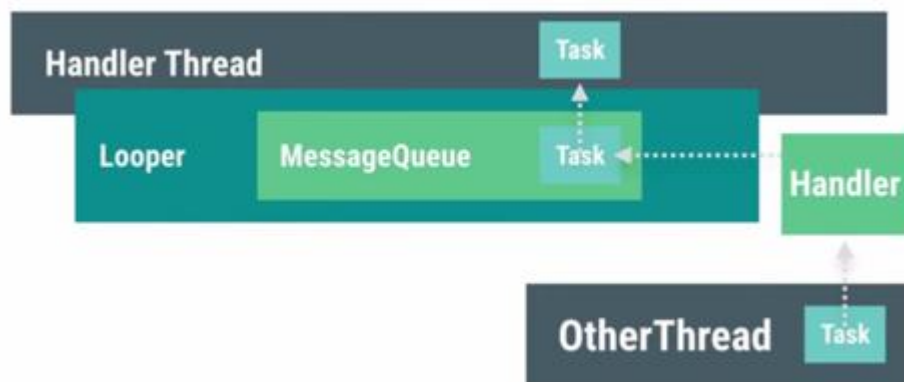 Task
Handler Thread
Looper
MessageQueue
Task
Handler
OtherThread
Task